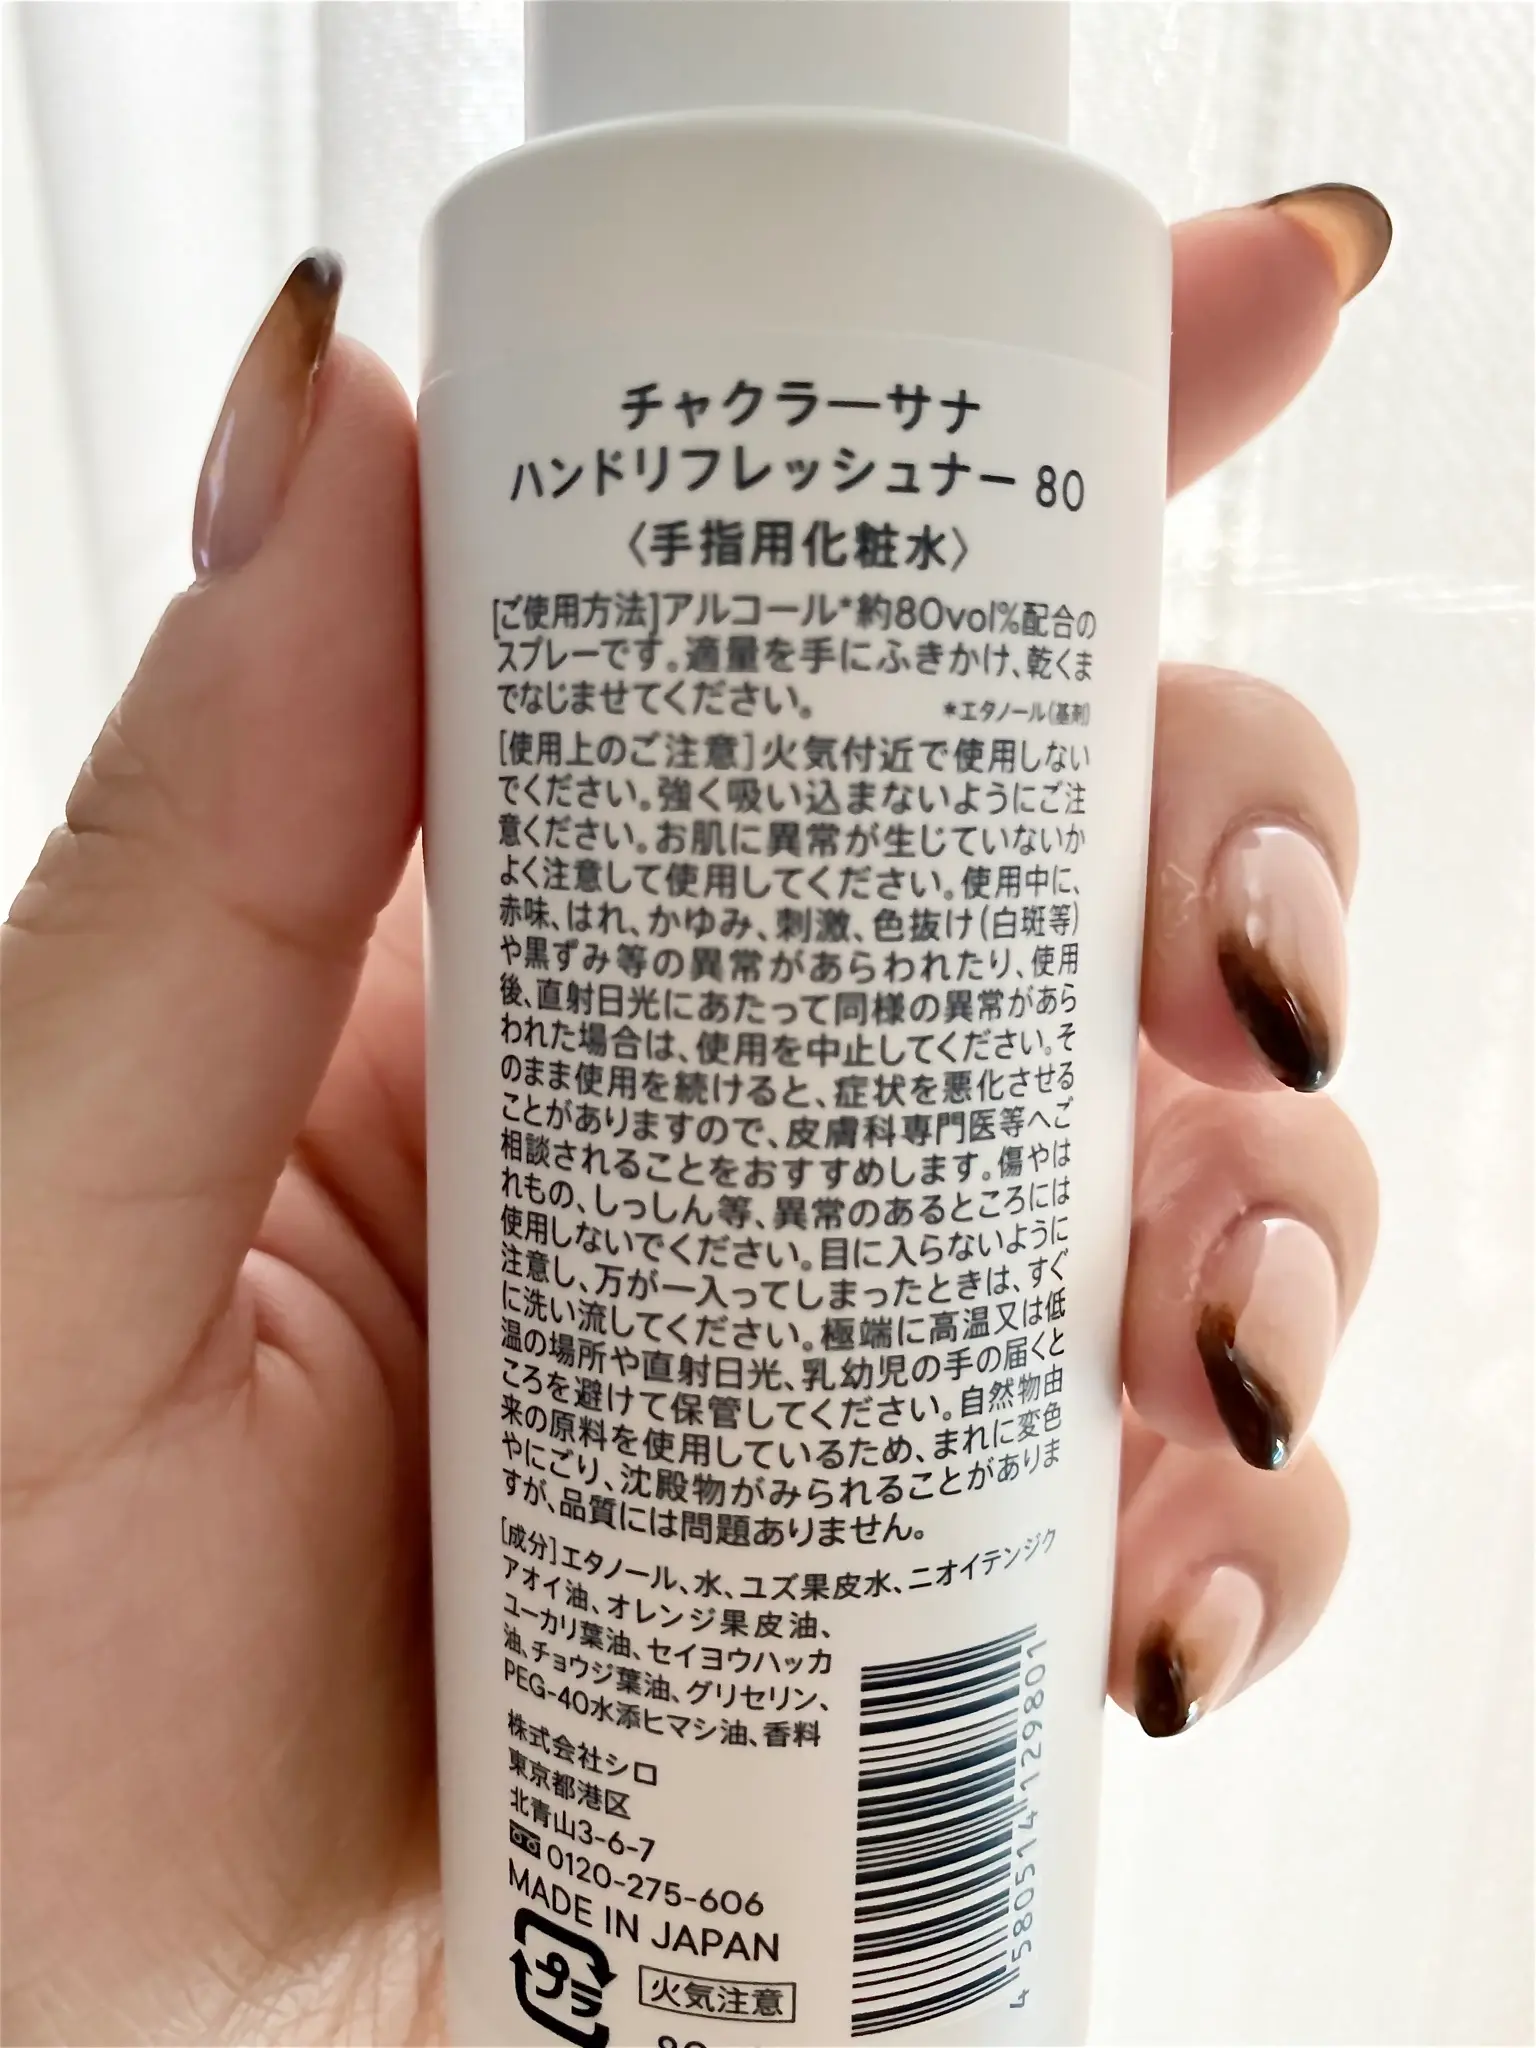 チャクラーサナ
ハンドリフレッシュナー 80
〈手指用化粧水〉
[ご使用方法]アルコール*約80vol%配合の
スプレーです。適量を手にふきかけ、乾くま
でなじませてください。 *エタノール(基剤)
[使用上のご注意]火気付近で使用しない
でください。強く吸い込まないようにご注
意ください。お肌に異常が生じていないか
よく注意して使用してください。使用中に、
赤味、はれ、かゆみ、刺激、色抜け(白斑等)
や黒ずみ等の異常があらわれたり、使用
後、直射日光にあたって同様の異常があら
われた場合は、使用を中止してください。そ
のまま使用を続けると、症状を悪化させる
ことがありますので、皮膚科専門医等へご
相談されることをおすすめします。傷やは
れもの、しっしん等、異常のあるところには
使用しないでください。目に入らないように
注意し、万が一入ってしまったときは、すぐ
に洗い流してください。極端に高温又は低
温の場所や直射日光、乳幼児の手の届くと
ころを避けて保管してください。自然物由
来の原料を使用しているため、まれに変色
やにごり、沈殿物がみられることがありま
すが、品質には問題ありません。
[成分]エタノール、水、ユズ果皮水、ニオイテンジク
アオイ油、オレンジ果皮油、
ユーカリ葉油、セイヨウハッカ
油、チョウジ葉油、グリセリン、
PEG-40水添ヒマシ油、香料
株式会社シロ
東京都港区
北青山3-6-7
0120-275-606
MADE IN JAPAN
プラ
火気注意
4580514129801